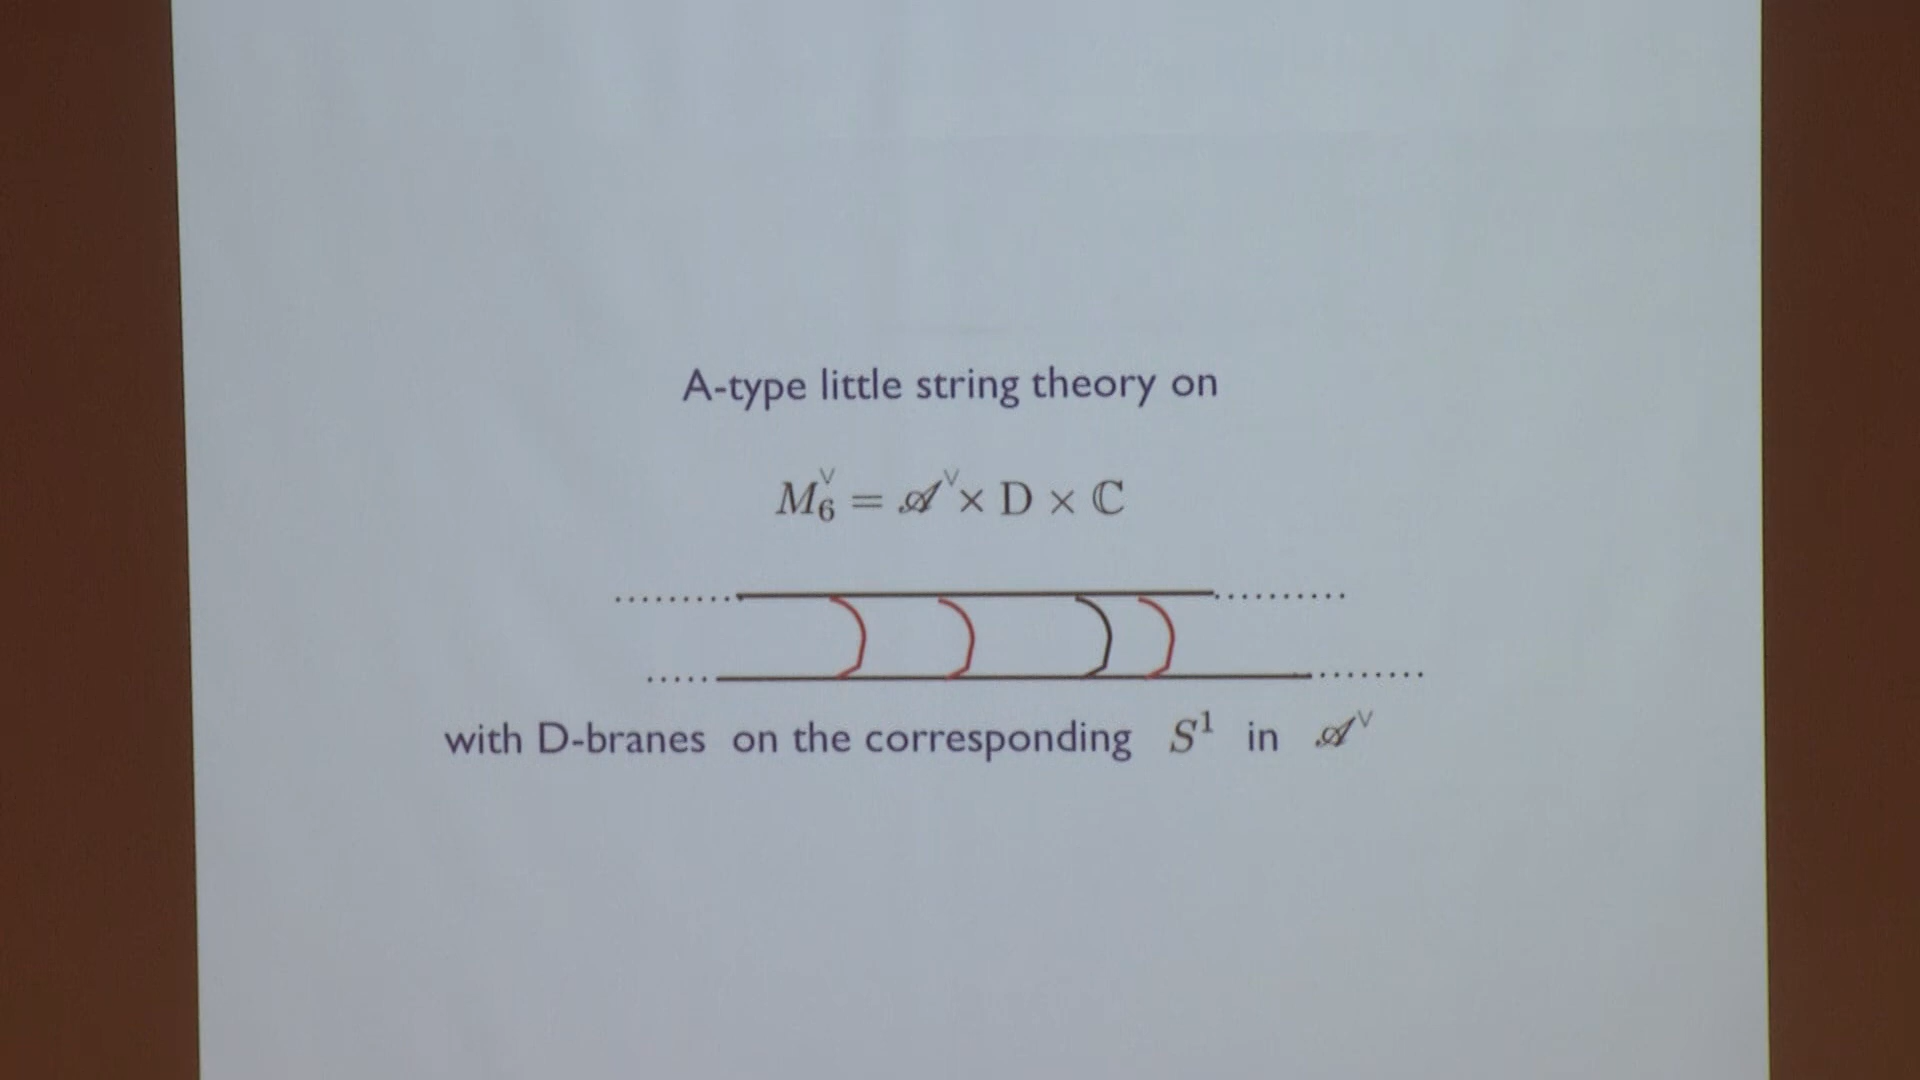 A-type little string theory on
M₆^∨ = 𝒜^∨ × D × ℂ
with D-branes on the corresponding S¹ in 𝒜^∨